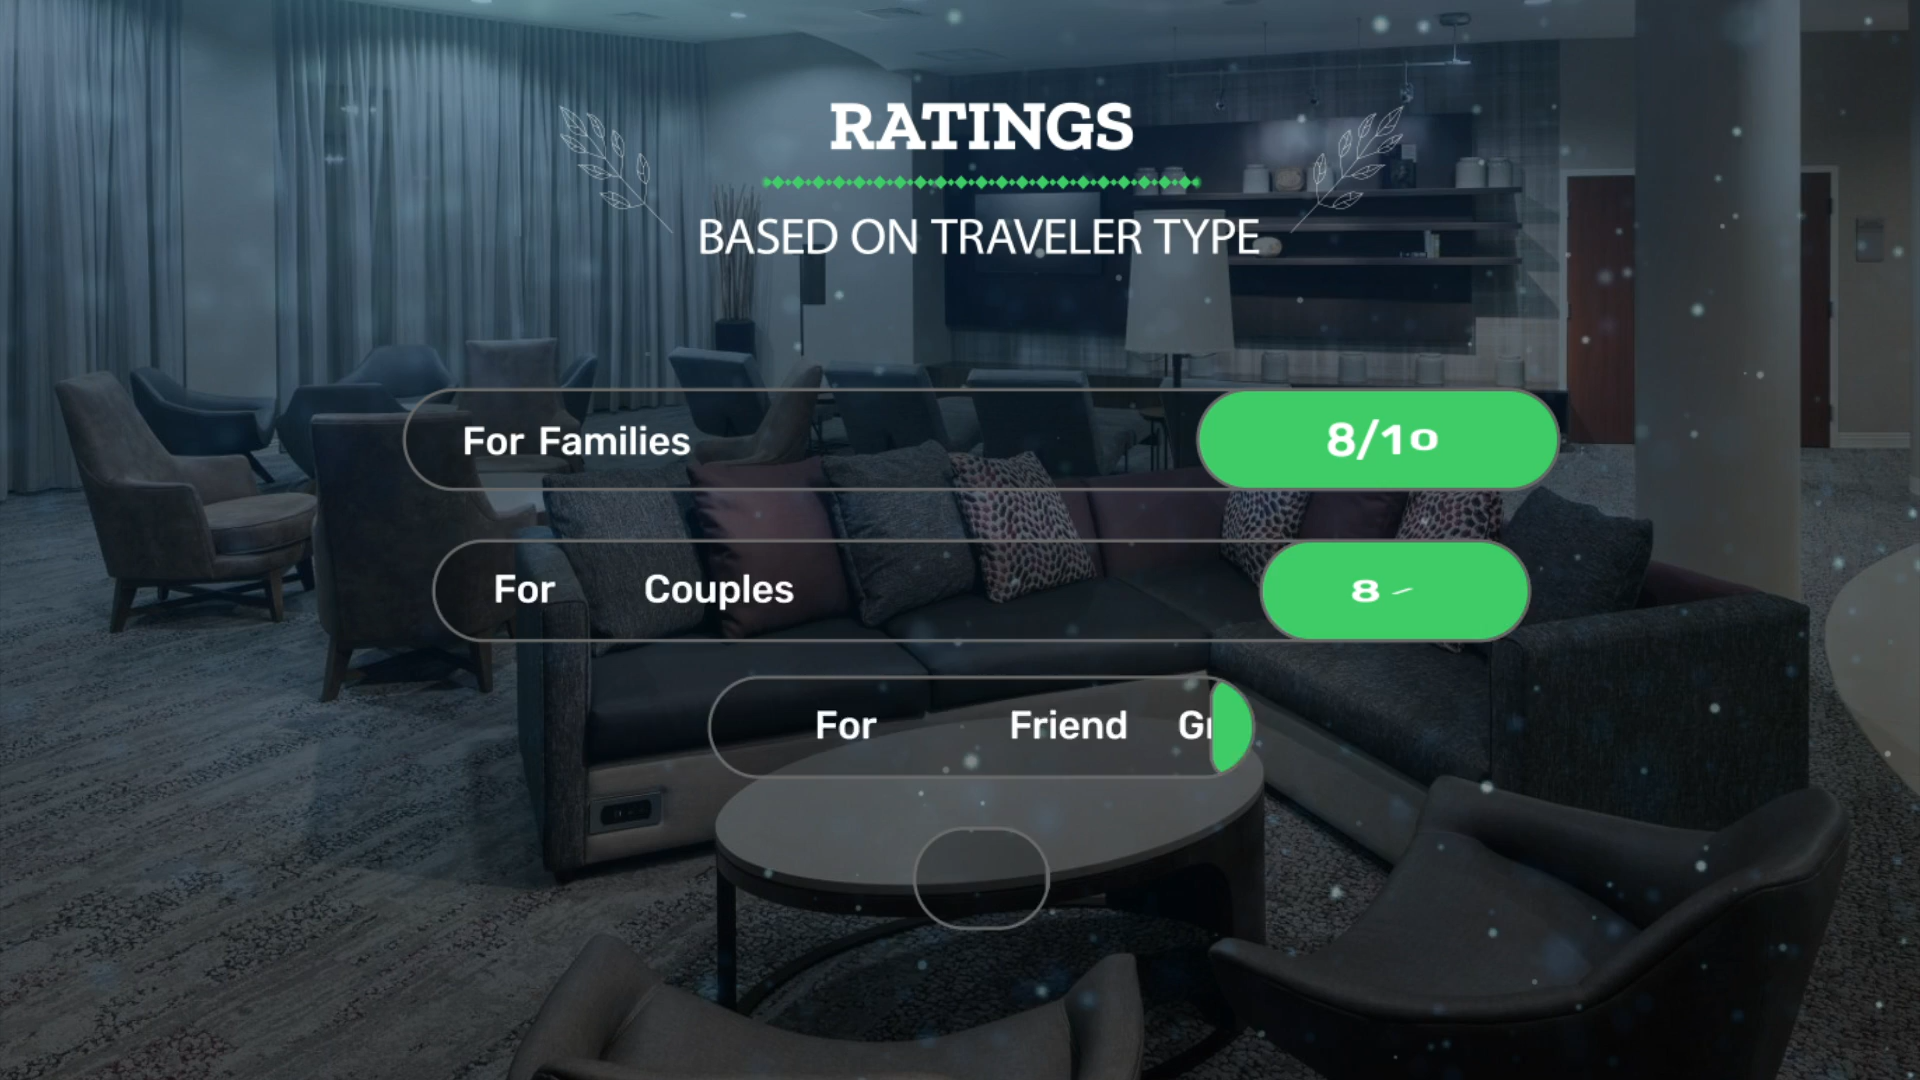 RATINGS
BASED ON TRAVELER TYPE
For Families 8/10
For Couples 8
For Friend